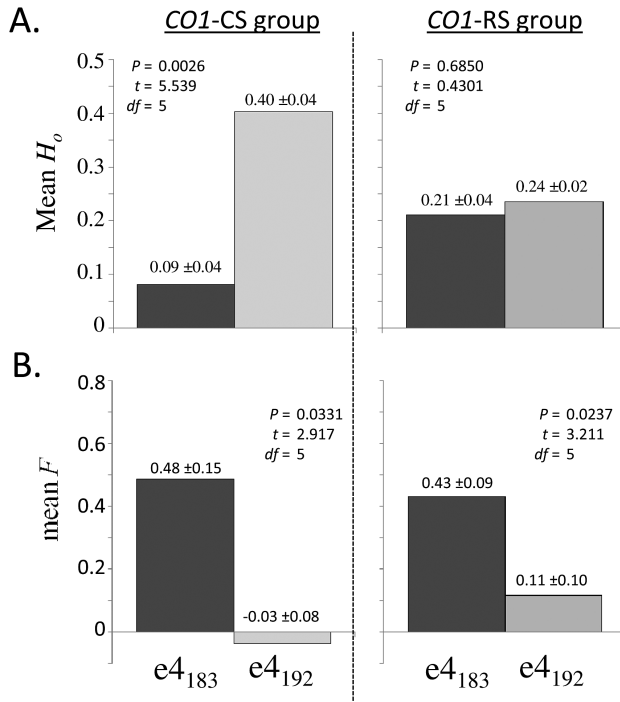 A.
CO1-CS group
CO1-RS group
Mean Ho
0.5
0.4
0.3
0.2
0.1
0
P = 0.0026
t = 5.539
df = 5
0.09 ±0.04
0.40 ±0.04
P = 0.6850
t = 0.4301
df = 5
0.21 ±0.04
0.24 ±0.02
B.
mean F
0.8
0.6
0.4
0.2
0
P = 0.0331
t = 2.917
df = 5
0.48 ±0.15
-0.03 ±0.08
P = 0.0237
t = 3.211
df = 5
0.43 ±0.09
0.11 ±0.10
e4183 e4192 e4183 e4192